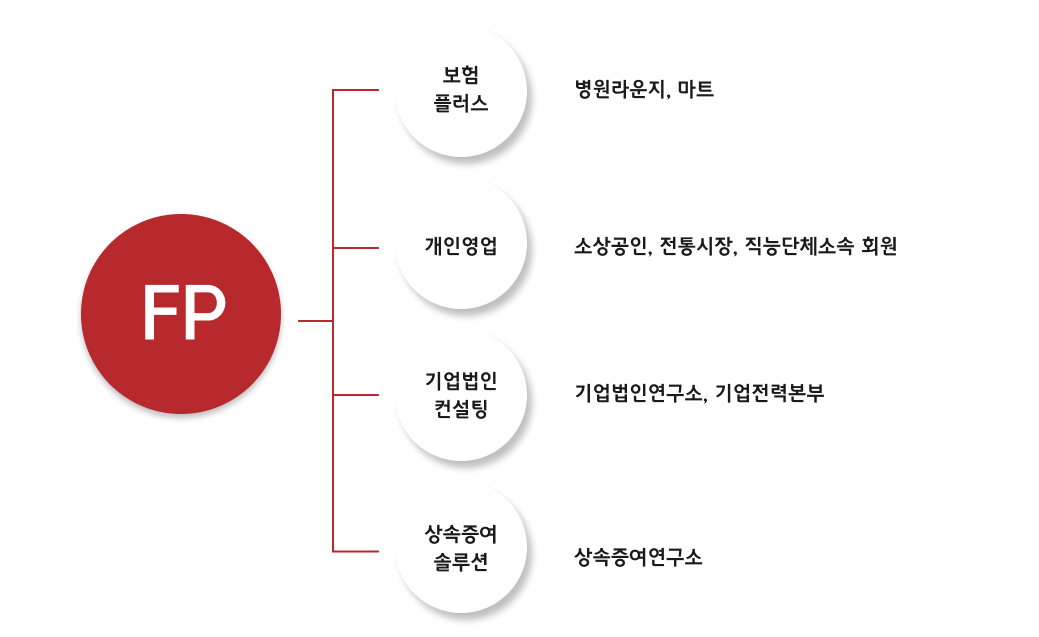 FP
보험
플러스
병원라운지, 마트
개인영업
소상공인, 전통시장, 직능단체소속 회원
기업법인
컨설팅
기업법인연구소, 기업전력본부
상속증여
솔루션
상속증여연구소